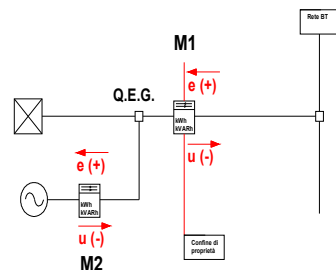 Rete BT
M1
e (+)
Q.E.G.
kWh
kVARh
u (-)
e (+)
kWh
kVARh
u (-)
M2
Confine di
proprietà